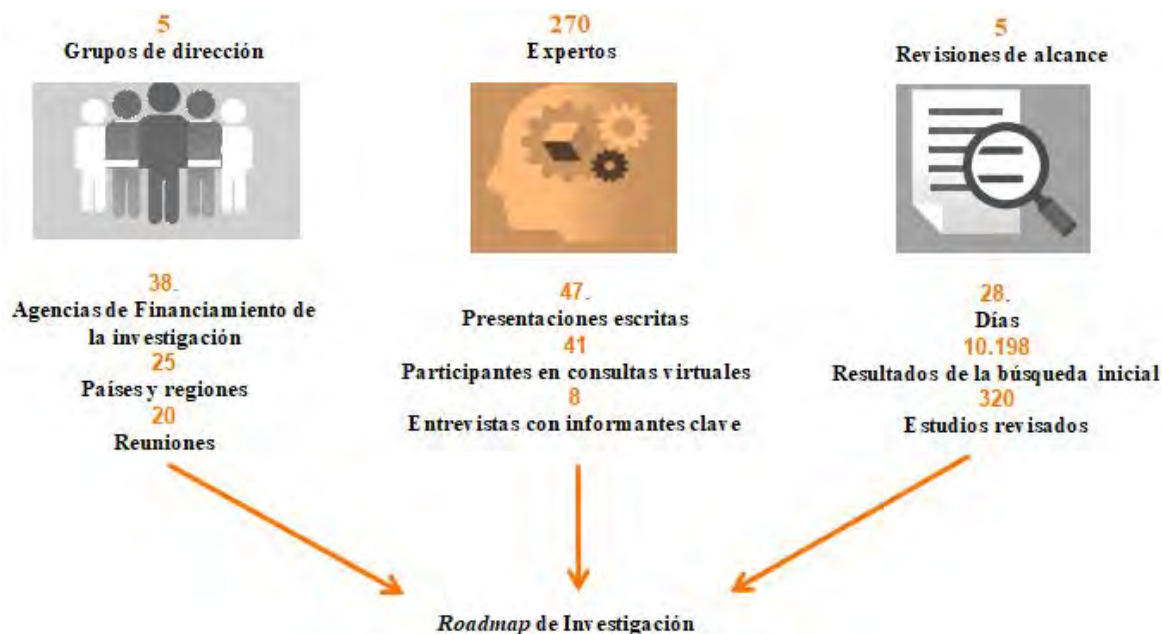 5
Grupos de dirección
38.
Agencias de Financiamiento de
la investigación
25
Países y regiones
20
Reuniones
270
Expertos
47.
Presentaciones escritas
41
Participantes en consultas virtuales
8
Entrevistas con informantes clave
5
Revisiones de alcance
28.
Días
10.198
Resultados de la búsqueda inicial
320
Estudios revisados
Roadmap de Investigación